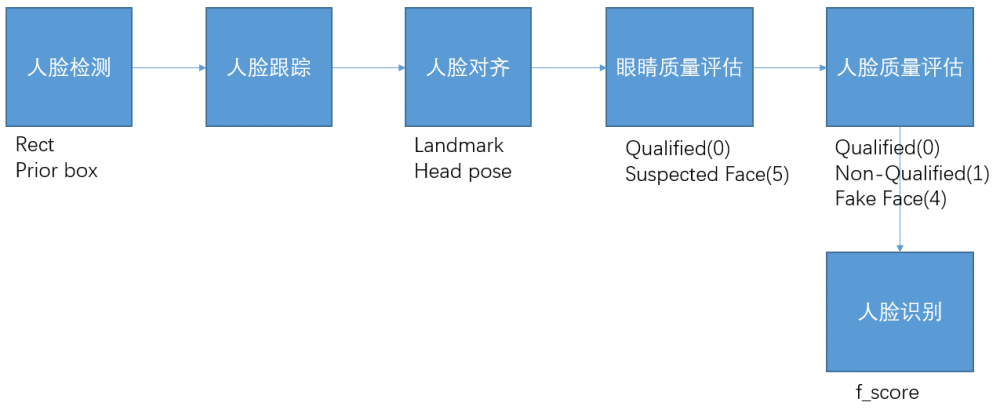 人脸检测
人脸跟踪
人脸对齐
眼睛质量评估
人脸质量评估
Rect
Prior box
Landmark
Head pose
Qualified(0)
Suspected Face(5)
Qualified(0)
Non-Qualified(1)
Fake Face(4)
人脸识别
f_score